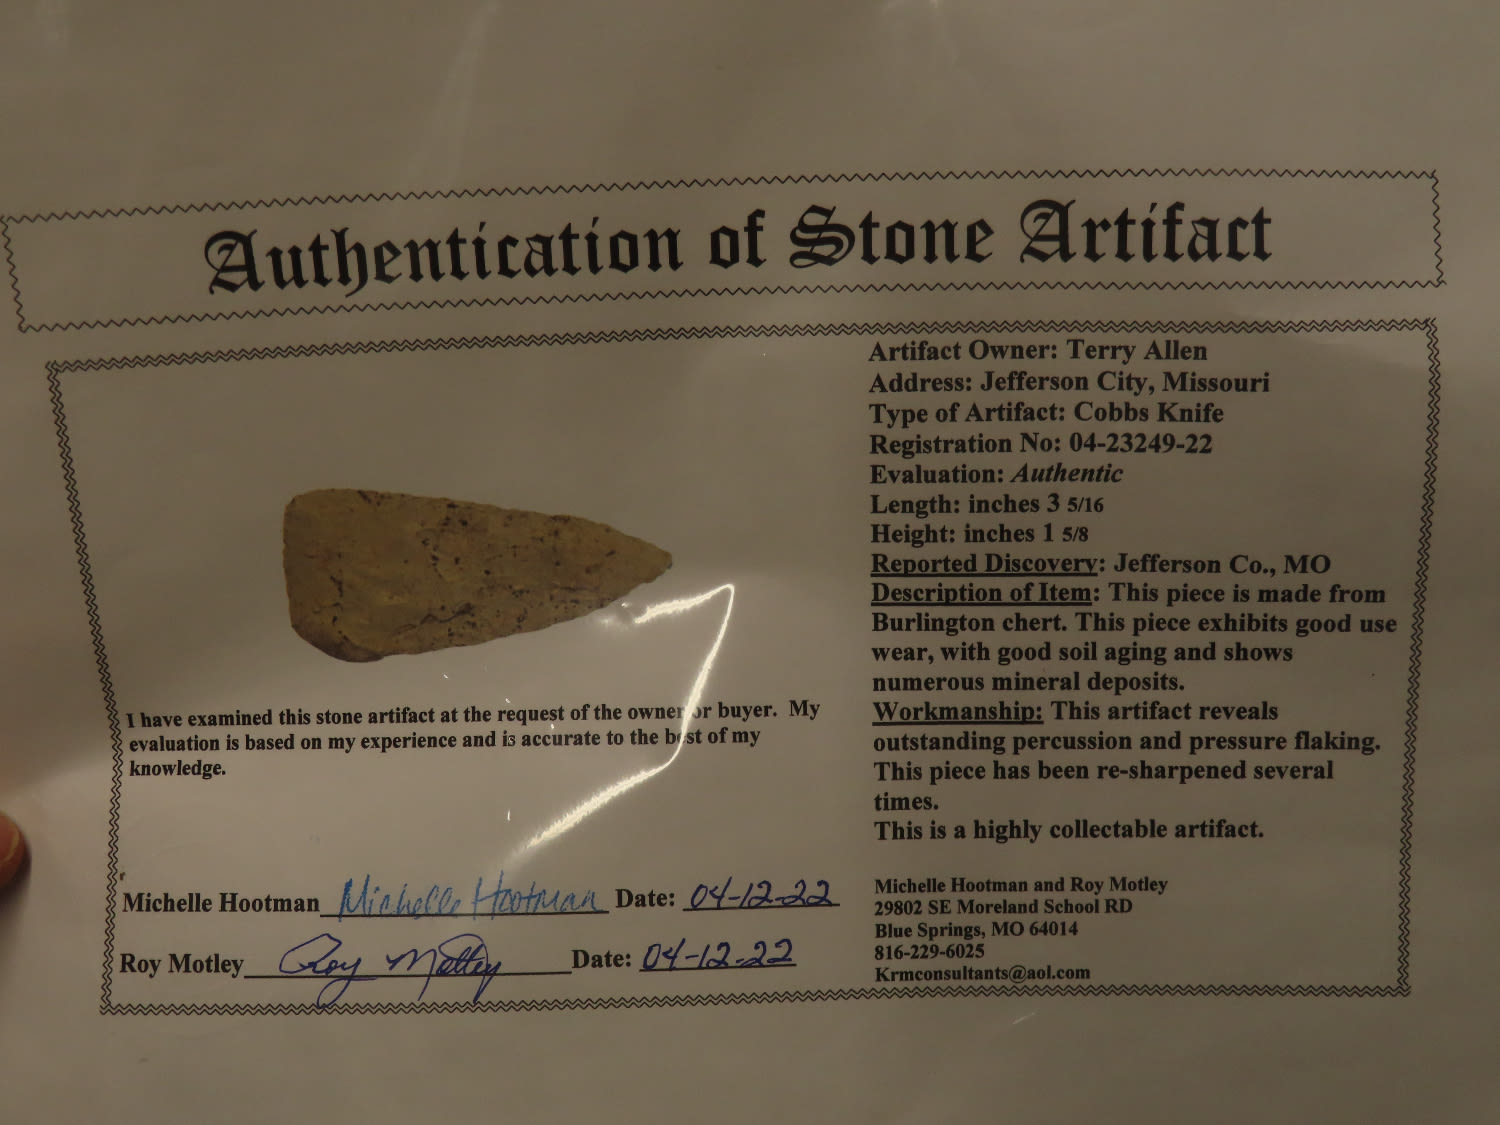 Authentication of Stone Artifact
Artifact Owner: Terry Allen
Address: Jefferson City, Missouri
Type of Artifact: Cobbs Knife
Registration No: 04-23249-22
Evaluation: Authentic
Length: inches 3 5/16
Height: inches 1 5/8
Reported Discovery: Jefferson Co., MO
Description of Item: This piece is made from
Burlington chert. This piece exhibits good use
wear, with good soil aging and shows
numerous mineral deposits.
Workmanship: This artifact reveals
outstanding percussion and pressure flaking.
This piece has been re-sharpened several
times.
This is a highly collectable artifact.
I have examined this stone artifact at the request of the owner or buyer. My
evaluation is based on my experience and is accurate to the best of my
knowledge.
Michelle Hootman Michelle Hootman Date: 04-12-22
Roy Motley Roy Motley Date: 04-12-22
Michelle Hootman and Roy Motley
29802 SE Moreland School RD
Blue Springs, MO 64014
816-229-6025
Krmconsultants@aol.com